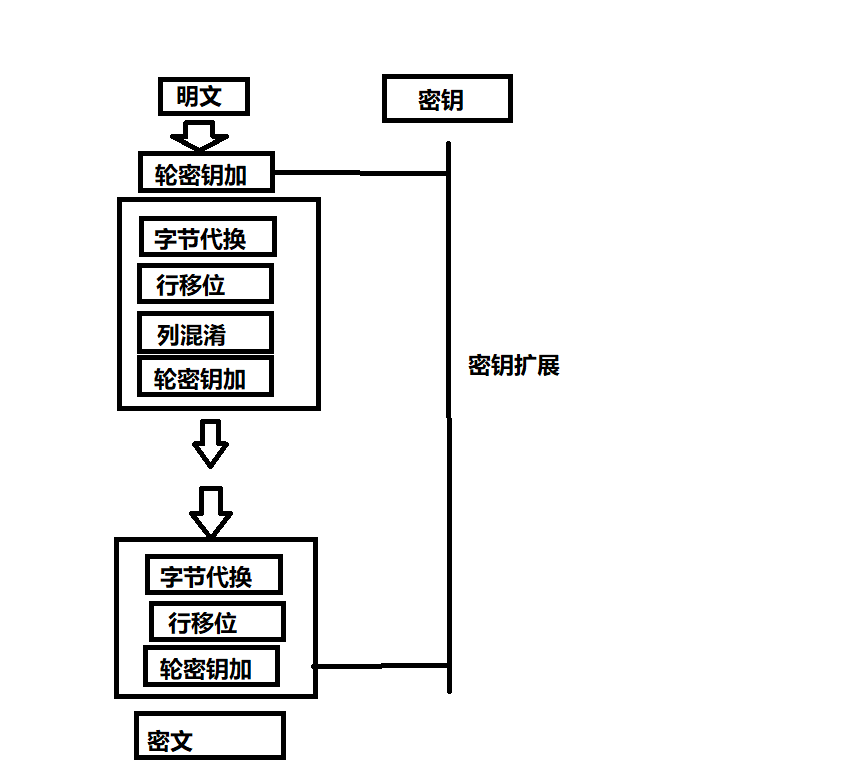 明文
密钥
轮密钥加
字节代换
行移位
列混淆
轮密钥加
密钥扩展
字节代换
行移位
轮密钥加
密文